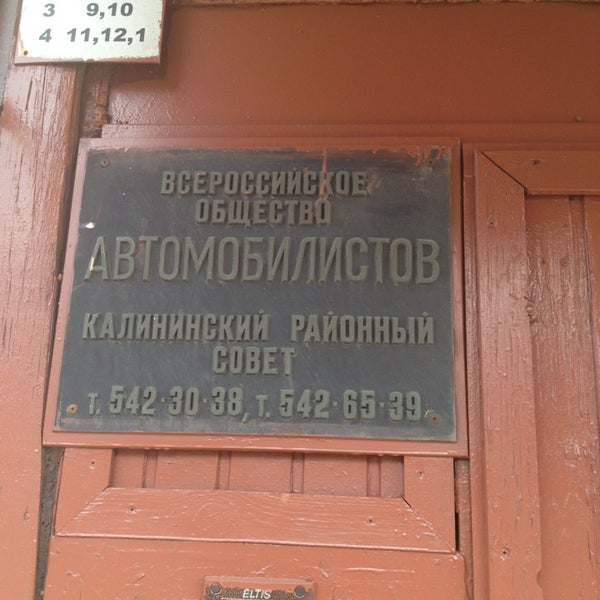 3 9,10
4 11,12,1
ВСЕРОССИЙСКОЕ
ОБЩЕСТВО
АВТОМОБИЛИСТОВ
КАЛИНИНСКИЙ РАЙОННЫЙ
СОВЕТ
т. 542·30·38, т. 542·65·39
ELTIS